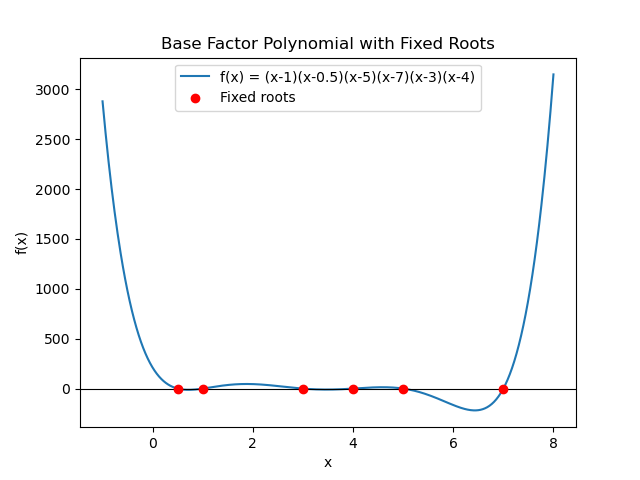 Base Factor Polynomial with Fixed Roots
f(x) = (x-1)(x-0.5)(x-5)(x-7)(x-3)(x-4)
Fixed roots
3000
2500
2000
1500
1000
500
0
f(x)
0 2 4 6 8
x